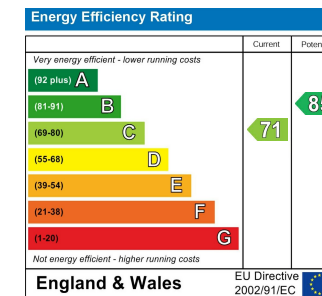 Energy Efficiency Rating
Current Poten
Very energy efficient - lower running costs
(92 plus) A
(81-91) B 8
(69-80) C 71
(55-68) D
(39-54) E
(21-38) F
(1-20) G
Not energy efficient - higher running costs
England & Wales
EU Directive
2002/91/EC